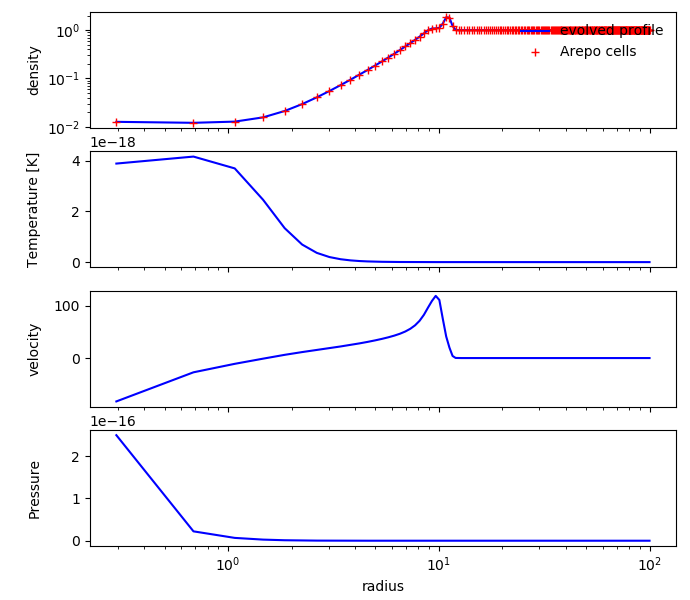 density
10⁰
10⁻¹
10⁻²
evolved profile
Arepo cells
1e−18
Temperature [K]
4
2
0
velocity
100
0
1e−16
Pressure
2
1
0
10⁰ 10¹ 10²
radius